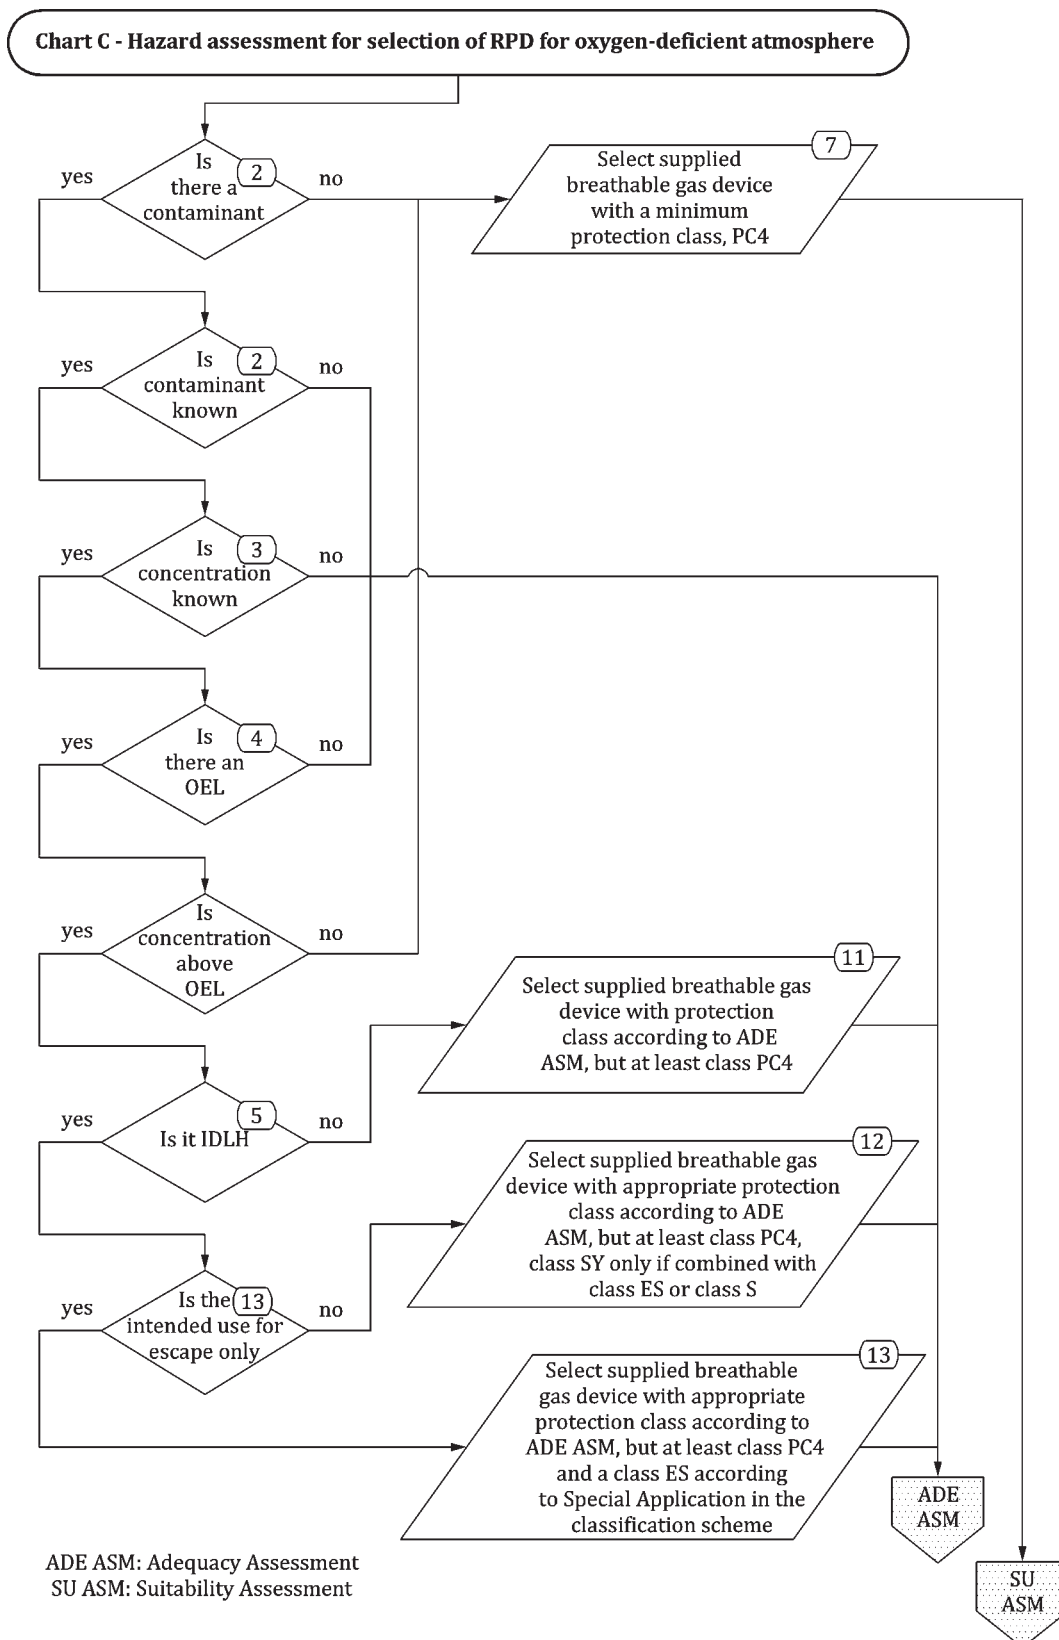 Chart C - Hazard assessment for selection of RPD for oxygen-deficient atmosphere
yes
Is
there a
contaminant
2
no
7
Select supplied
breathable gas device
with a minimum
protection class, PC4
yes
Is
contaminant
known
2
no
yes
Is
concentration
known
3
no
yes
Is
there an
OEL
4
no
yes
Is
concentration
above
OEL
no
11
Select supplied breathable gas
device with protection
class according to ADE
ASM, but at least class PC4
yes
Is it IDLH
5
no
12
Select supplied breathable gas
device with appropriate protection
class according to ADE
ASM, but at least class PC4,
class SY only if combined with
class ES or class S
yes
Is the
intended use for
escape only
13
no
13
Select supplied breathable
gas device with appropriate
protection class according to
ADE ASM, but at least class PC4
and a class ES according
to Special Application in the
classification scheme
ADE
ASM
ADE ASM: Adequacy Assessment
SU ASM: Suitability Assessment
SU
ASM